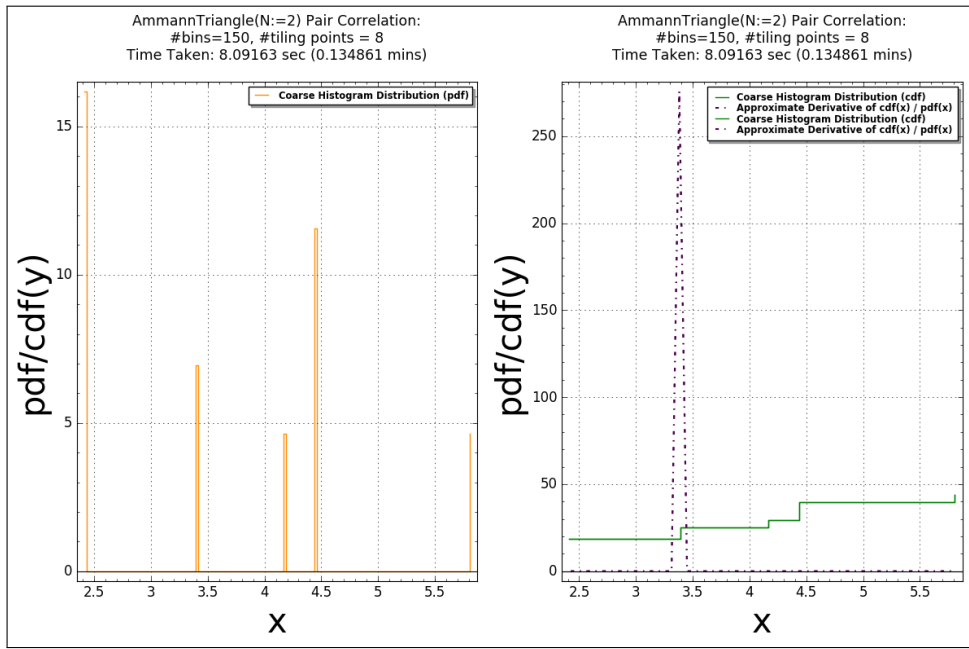 AmmannTriangle(N:=2) Pair Correlation:
#bins=150, #tiling points = 8
Time Taken: 8.09163 sec (0.134861 mins)
Coarse Histogram Distribution (pdf)
15
10
5
0
pdf/cdf(y)
2.5 3 3.5 4 4.5 5 5.5
x
AmmannTriangle(N:=2) Pair Correlation:
#bins=150, #tiling points = 8
Time Taken: 8.09163 sec (0.134861 mins)
Coarse Histogram Distribution (cdf)
Approximate Derivative of cdf(x) / pdf(x)
Coarse Histogram Distribution (cdf)
Approximate Derivative of cdf(x) / pdf(x)
250
200
150
100
50
0
pdf/cdf(y)
2.5 3 3.5 4 4.5 5 5.5
x